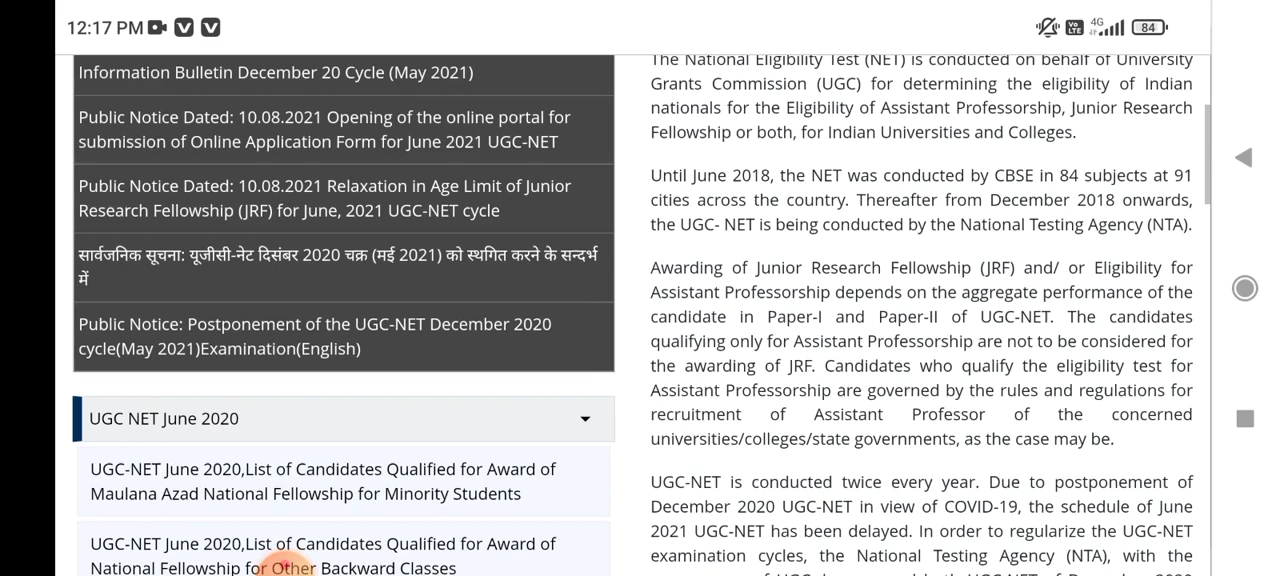 12:17 PM
4G
84
Information Bulletin December 20 Cycle (May 2021)
Public Notice Dated: 10.08.2021 Opening of the online portal for
submission of Online Application Form for June 2021 UGC-NET
Public Notice Dated: 10.08.2021 Relaxation in Age Limit of Junior
Research Fellowship (JRF) for June, 2021 UGC-NET cycle
सार्वजनिक सूचना: यूजीसी-नेट दिसंबर 2020 चक्र (मई 2021) को स्थगित करने के सन्दर्भ
में
Public Notice: Postponement of the UGC-NET December 2020
cycle(May 2021)Examination(English)
UGC NET June 2020
UGC-NET June 2020,List of Candidates Qualified for Award of
Maulana Azad National Fellowship for Minority Students
UGC-NET June 2020,List of Candidates Qualified for Award of
National Fellowship for Other Backward Classes
The National Eligibility Test (NET) is conducted on behalf of University
Grants Commission (UGC) for determining the eligibility of Indian
nationals for the Eligibility of Assistant Professorship, Junior Research
Fellowship or both, for Indian Universities and Colleges.
Until June 2018, the NET was conducted by CBSE in 84 subjects at 91
cities across the country. Thereafter from December 2018 onwards,
the UGC- NET is being conducted by the National Testing Agency (NTA).
Awarding of Junior Research Fellowship (JRF) and/ or Eligibility for
Assistant Professorship depends on the aggregate performance of the
candidate in Paper-I and Paper-II of UGC-NET. The candidates
qualifying only for Assistant Professorship are not to be considered for
the awarding of JRF. Candidates who qualify the eligibility test for
Assistant Professorship are governed by the rules and regulations for
recruitment of Assistant Professor of the concerned
universities/colleges/state governments, as the case may be.
UGC-NET is conducted twice every year. Due to postponement of
December 2020 UGC-NET in view of COVID-19, the schedule of June
2021 UGC-NET has been delayed. In order to regularize the UGC-NET
examination cycles, the National Testing Agency (NTA), with the